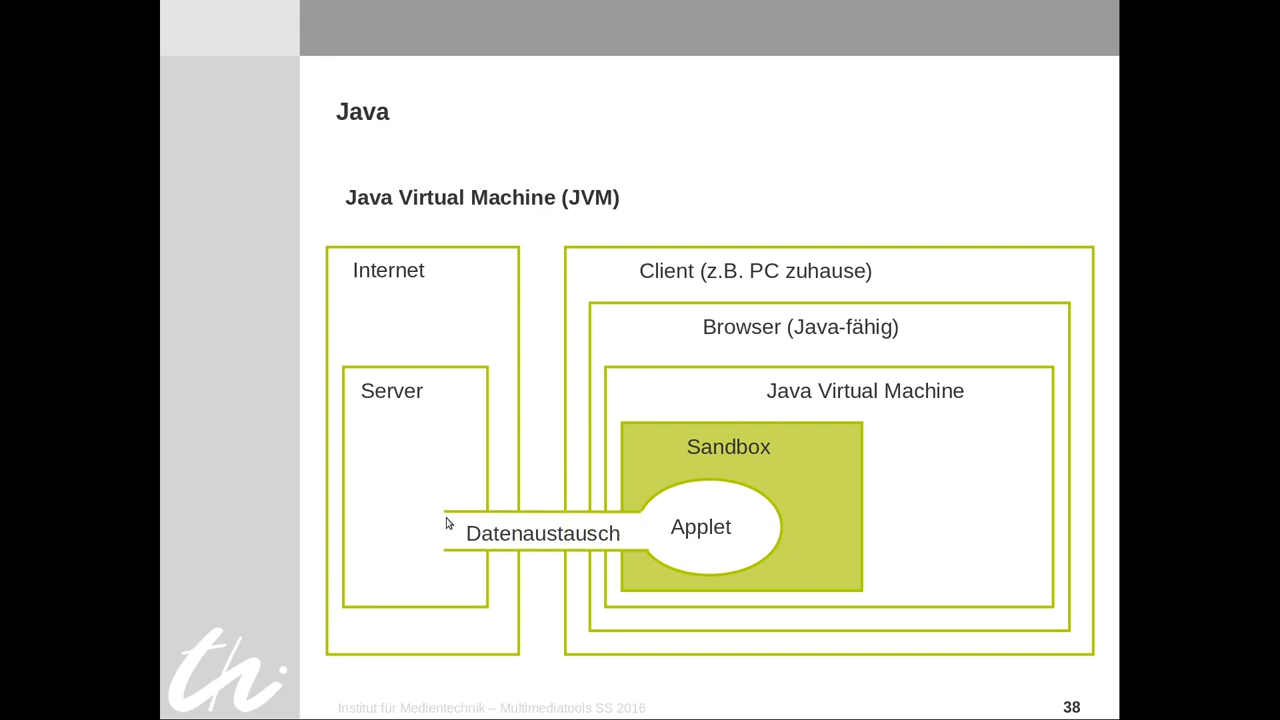 Java
Java Virtual Machine (JVM)
Internet
Client (z.B. PC zuhause)
Browser (Java-fähig)
Server
Java Virtual Machine
Sandbox
Datenaustausch
Applet
th
Institut für Medientechnik – Multimediatools SS 2016
38